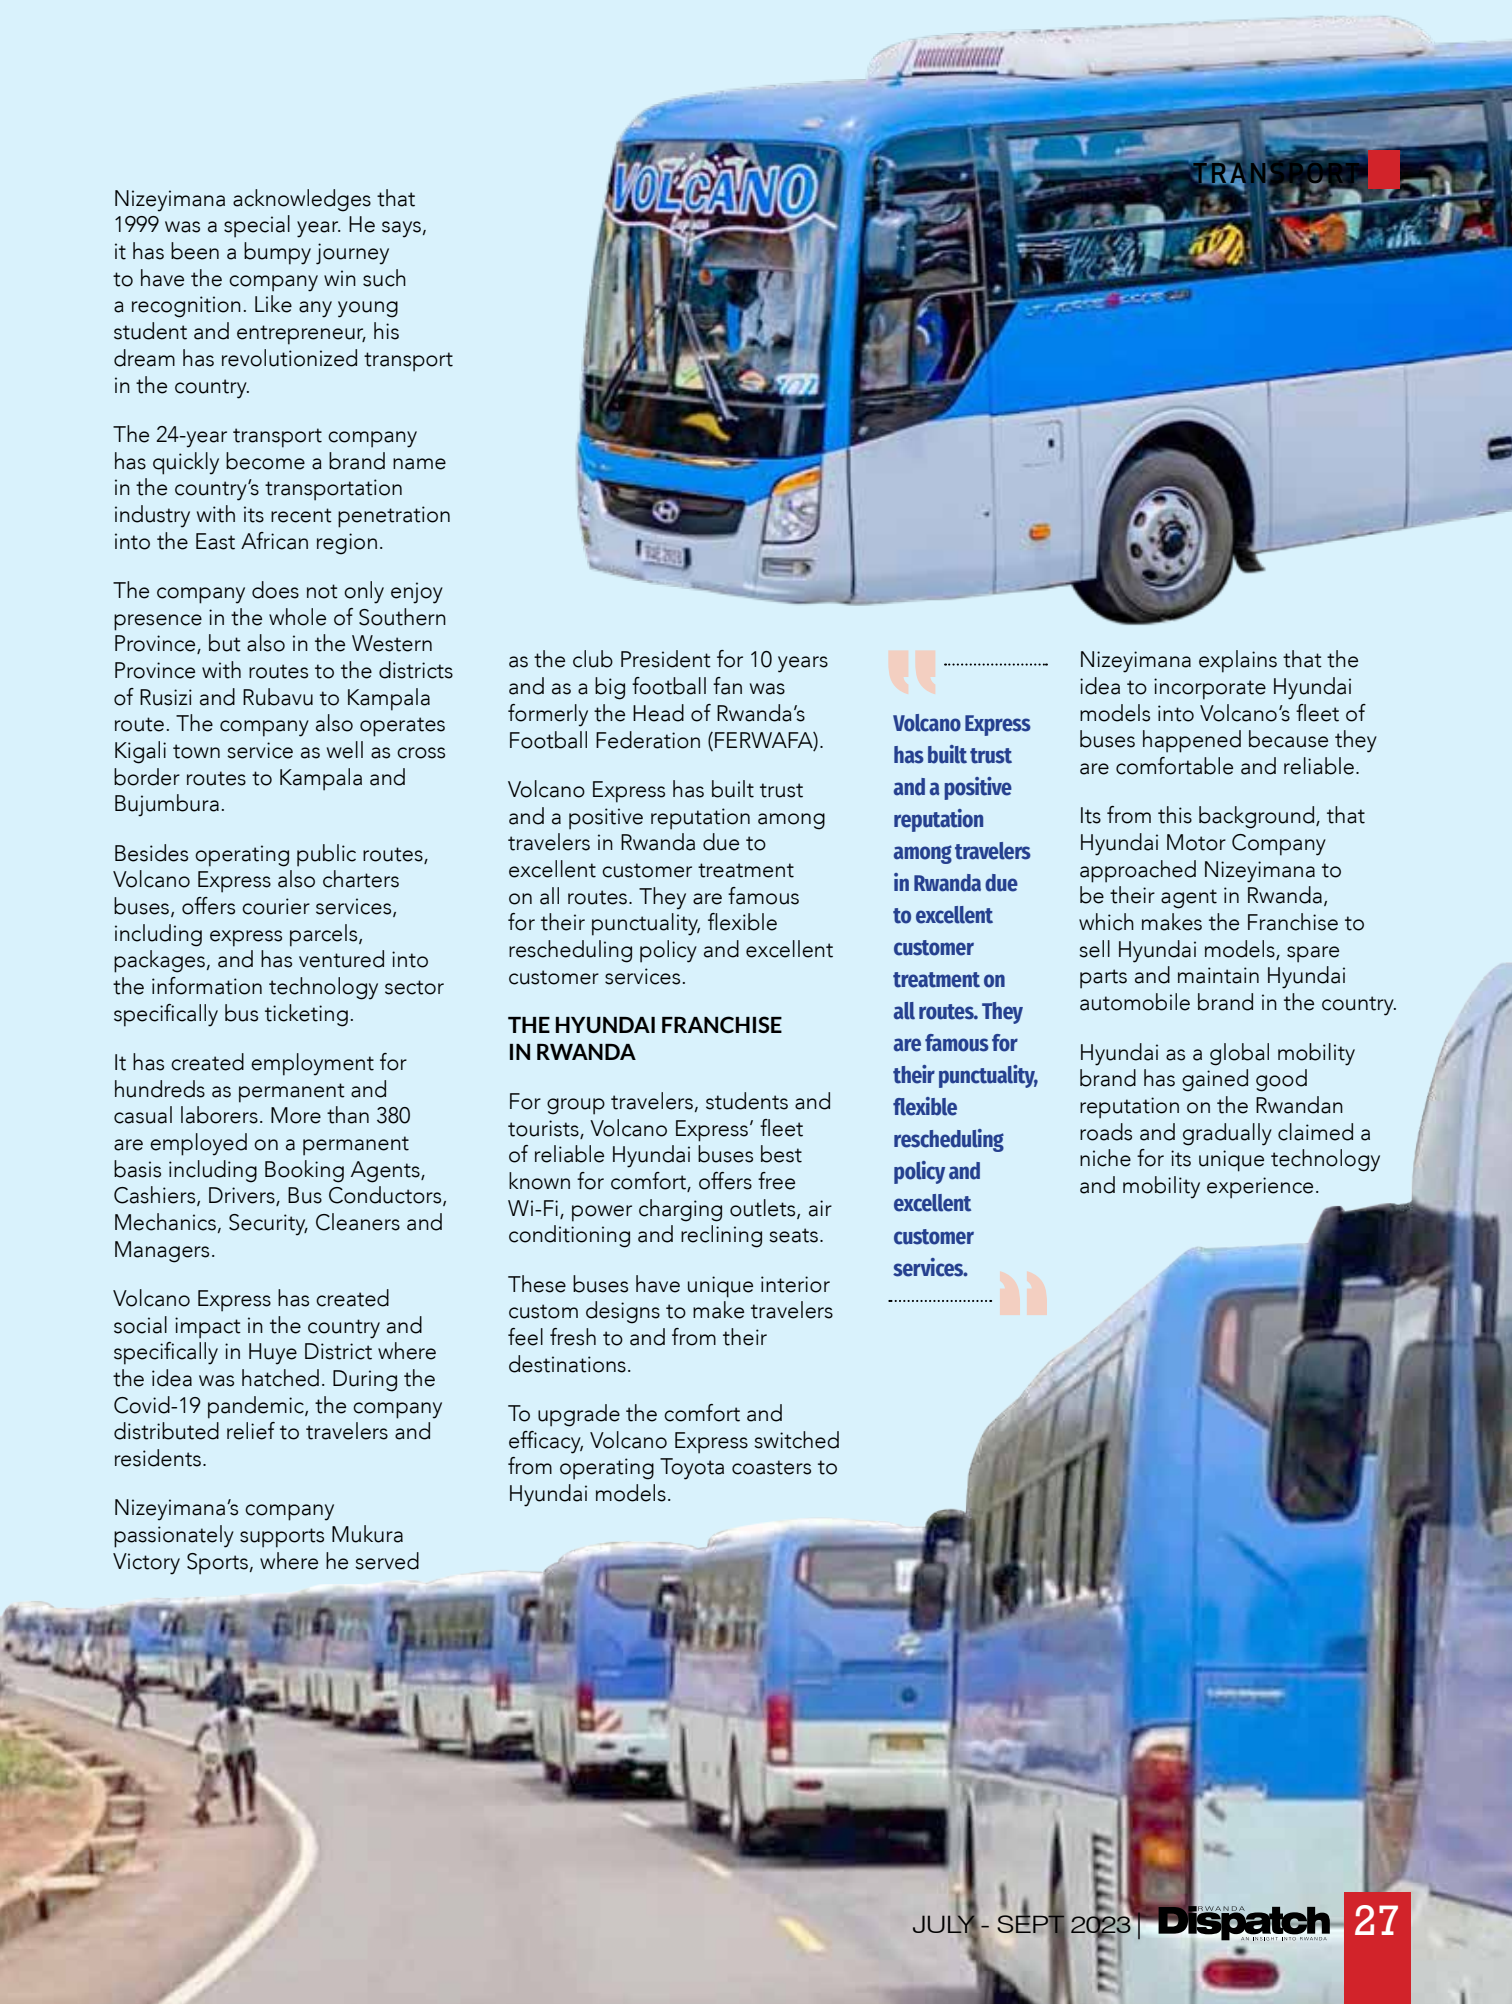 TRANSPORT
VOLCANO
Nizeyimana acknowledges that
1999 was a special year. He says,
it has been a bumpy journey
to have the company win such
a recognition. Like any young
student and entrepreneur, his
dream has revolutionized transport
in the country.
The 24-year transport company
has quickly become a brand name
in the country's transportation
industry with its recent penetration
into the East African region.
The company does not only enjoy
presence in the whole of Southern
Province, but also in the Western
Province with routes to the districts
of Rusizi and Rubavu to Kampala
route. The company also operates
Kigali town service as well as cross
border routes to Kampala and
Bujumbura.
Besides operating public routes,
Volcano Express also charters
buses, offers courier services,
including express parcels,
packages, and has ventured into
the information technology sector
specifically bus ticketing.
It has created employment for
hundreds as permanent and
casual laborers. More than 380
are employed on a permanent
basis including Booking Agents,
Cashiers, Drivers, Bus Conductors,
Mechanics, Security, Cleaners and
Managers.
Volcano Express has created
social impact in the country and
specifically in Huye District where
the idea was hatched. During the
Covid-19 pandemic, the company
distributed relief to travelers and
residents.
Nizeyimana's company
passionately supports Mukura
Victory Sports, where he served
as the club President for 10 years
and as a big football fan was
formerly the Head of Rwanda's
Football Federation (FERWAFA).
Volcano Express has built trust
and a positive reputation among
travelers in Rwanda due to
excellent customer treatment
on all routes. They are famous
for their punctuality, flexible
rescheduling policy and excellent
customer services.
THE HYUNDAI FRANCHISE
IN RWANDA
For group travelers, students and
tourists, Volcano Express' fleet
of reliable Hyundai buses best
known for comfort, offers free
Wi-Fi, power charging outlets, air
conditioning and reclining seats.
These buses have unique interior
custom designs to make travelers
feel fresh to and from their
destinations.
To upgrade the comfort and
efficacy, Volcano Express switched
from operating Toyota coasters to
Hyundai models.
Volcano Express
has built trust
and a positive
reputation
among travelers
in Rwanda due
to excellent
customer
treatment on
all routes. They
are famous for
their punctuality,
flexible
rescheduling
policy and
excellent
customer
services.
Nizeyimana explains that the
idea to incorporate Hyundai
models into Volcano's fleet of
buses happened because they
are comfortable and reliable.
Its from this background, that
Hyundai Motor Company
approached Nizeyimana to
be their agent in Rwanda,
which makes the Franchise to
sell Hyundai models, spare
parts and maintain Hyundai
automobile brand in the country.
Hyundai as a global mobility
brand has gained good
reputation on the Rwandan
roads and gradually claimed a
niche for its unique technology
and mobility experience.
JULY - SEPT 2023 | RWANDA Dispatch 27
AN INSIGHT INTO RWANDA